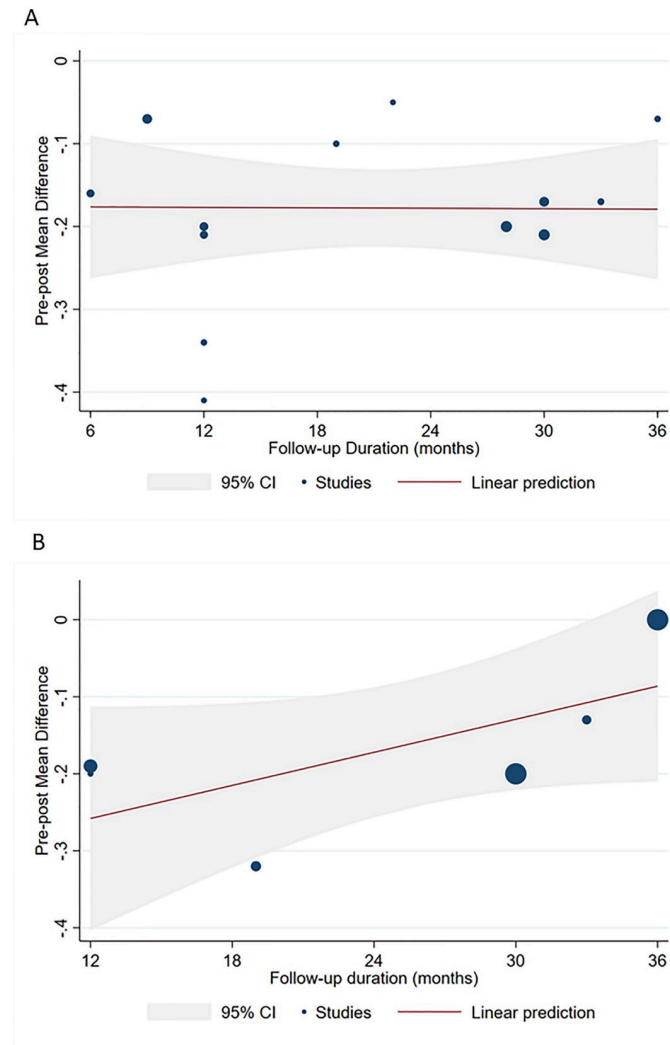 A
0
-.1
-.2
-.3
-.4
Pre-post Mean Difference
6 12 18 24 30 36
Follow-up Duration (months)
95% CI Studies Linear prediction
B
0
-.1
-.2
-.3
-.4
Pre-post Mean Difference
12 18 24 30 36
Follow-up duration (months)
95% CI Studies Linear prediction